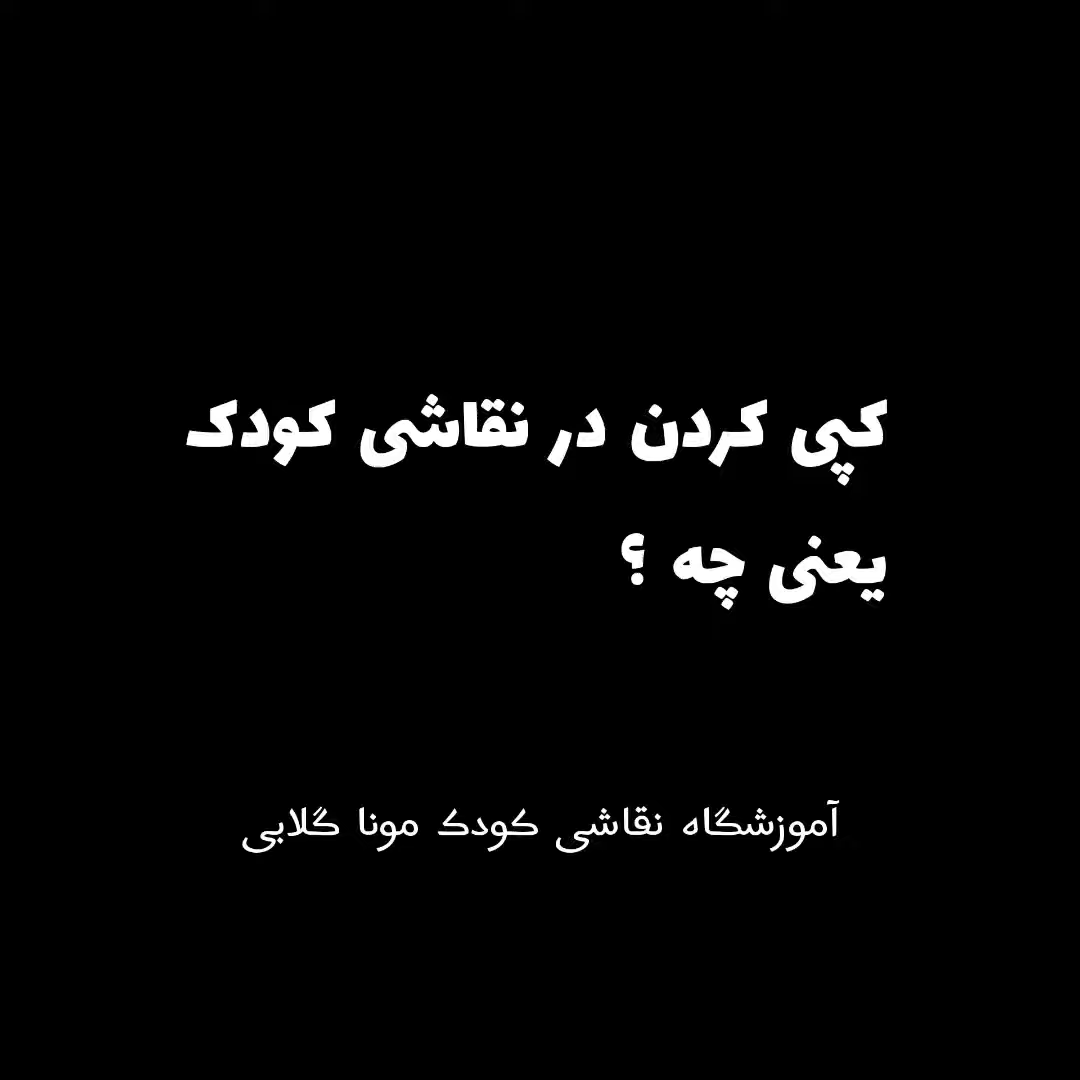 کپی کردن در نقاشی کودک
یعنی چه ؟
آموزشگاه نقاشی کودک مونا گلابی